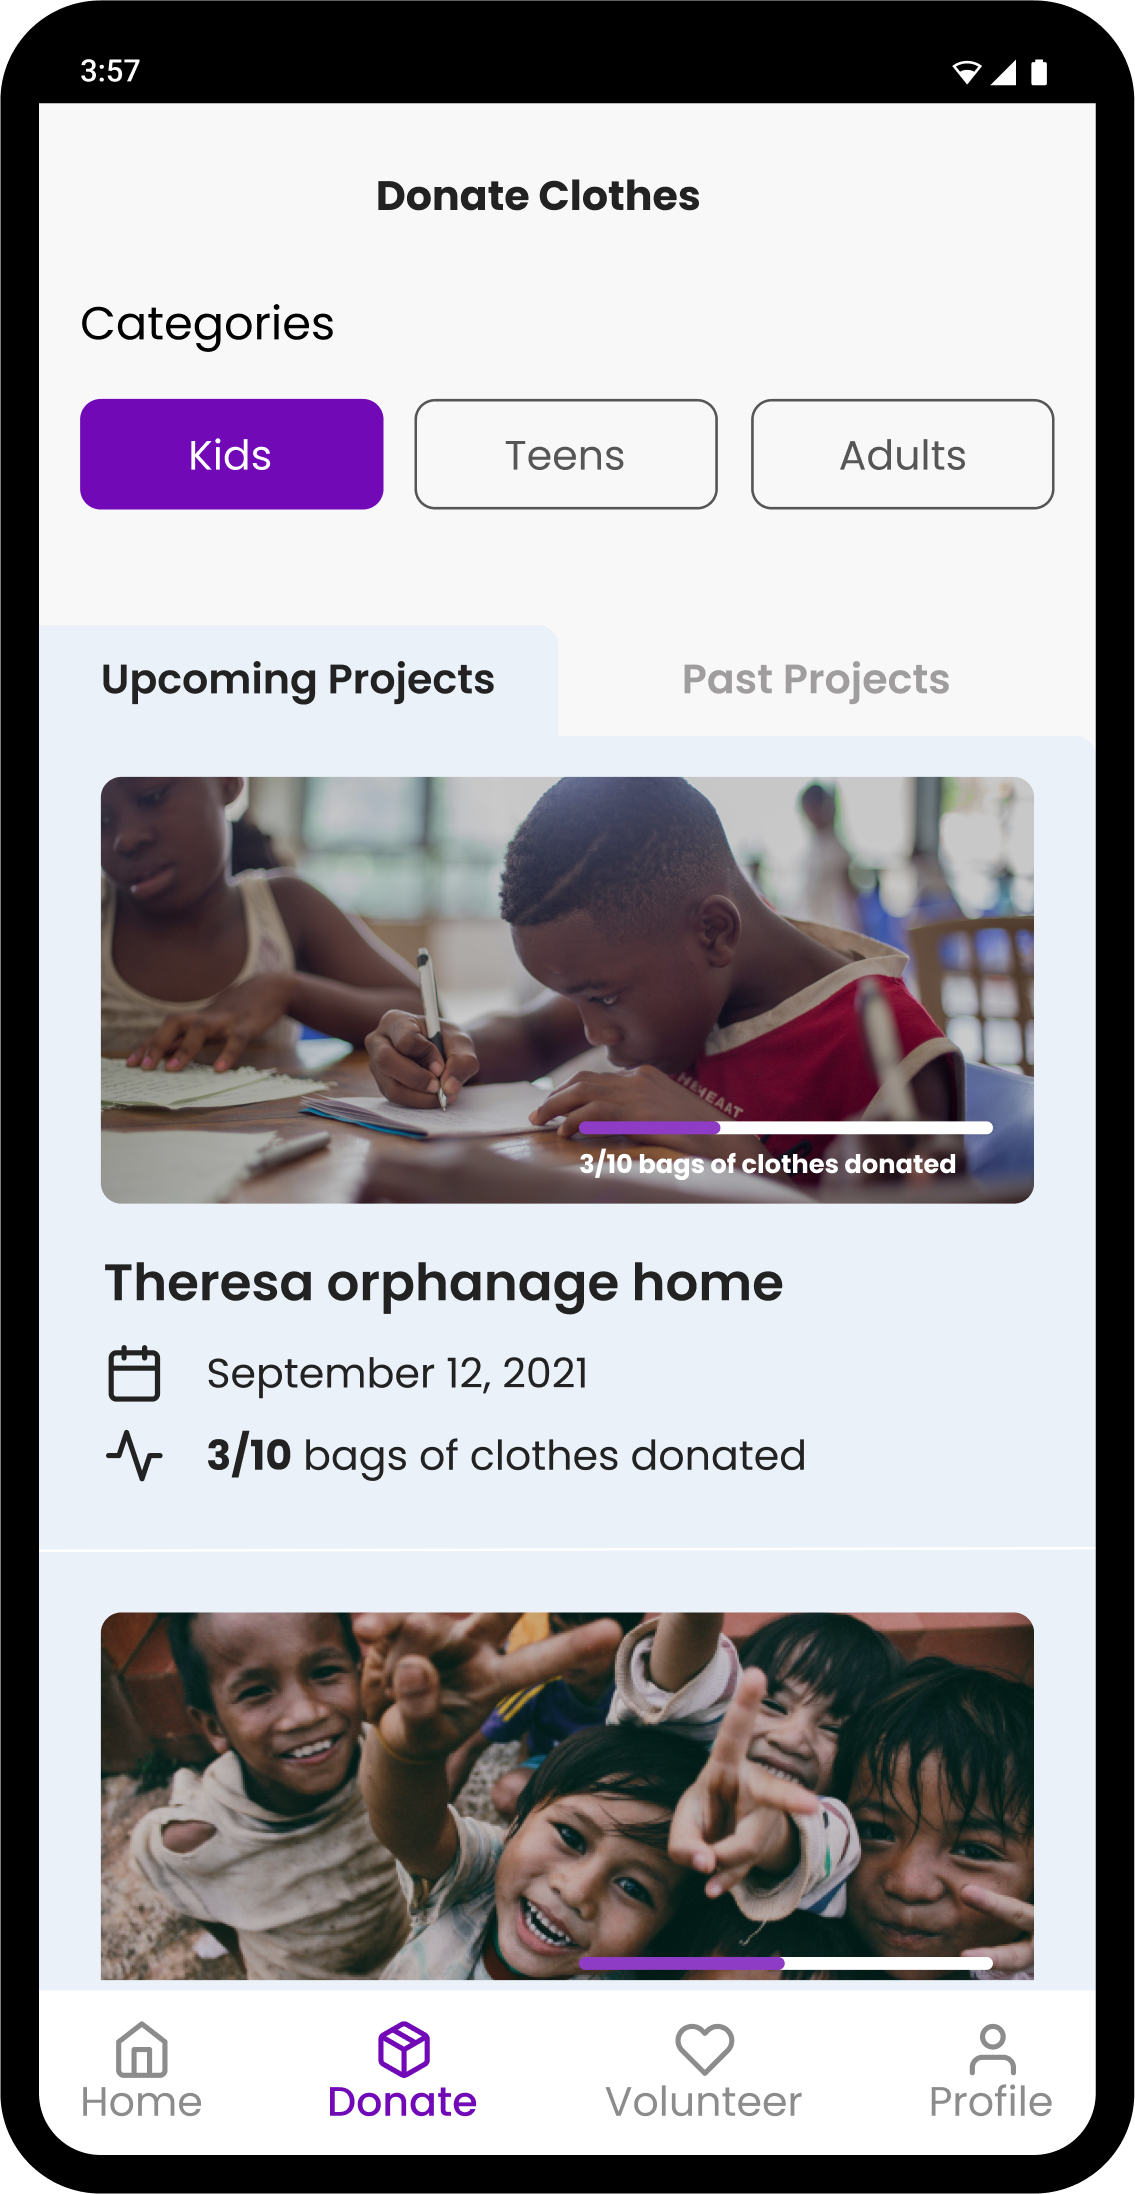 3:57
Donate Clothes
Categories
Kids
Teens
Adults
Upcoming Projects
Past Projects
3/10 bags of clothes donated
Theresa orphanage home
September 12, 2021
3/10 bags of clothes donated
Home
Donate
Volunteer
Profile